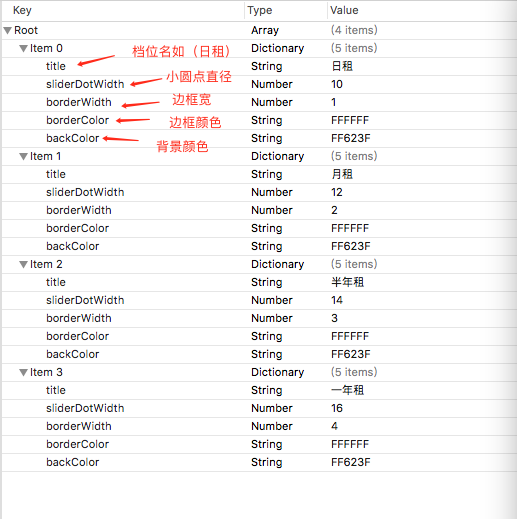 Key Type Value
Root Array (4 items)
Item 0 Dictionary (5 items)
档位名如（日租）
title String 日租
小圆点直径
sliderDotWidth Number 10
边框宽
borderWidth Number 1
边框颜色
borderColor String FFFFFF
背景颜色
backColor String FF623F
Item 1 Dictionary (5 items)
title String 月租
sliderDotWidth Number 12
borderWidth Number 2
borderColor String FFFFFF
backColor String FF623F
Item 2 Dictionary (5 items)
title String 半年租
sliderDotWidth Number 14
borderWidth Number 3
borderColor String FFFFFF
backColor String FF623F
Item 3 Dictionary (5 items)
title String 一年租
sliderDotWidth Number 16
borderWidth Number 4
borderColor String FFFFFF
backColor String FF623F